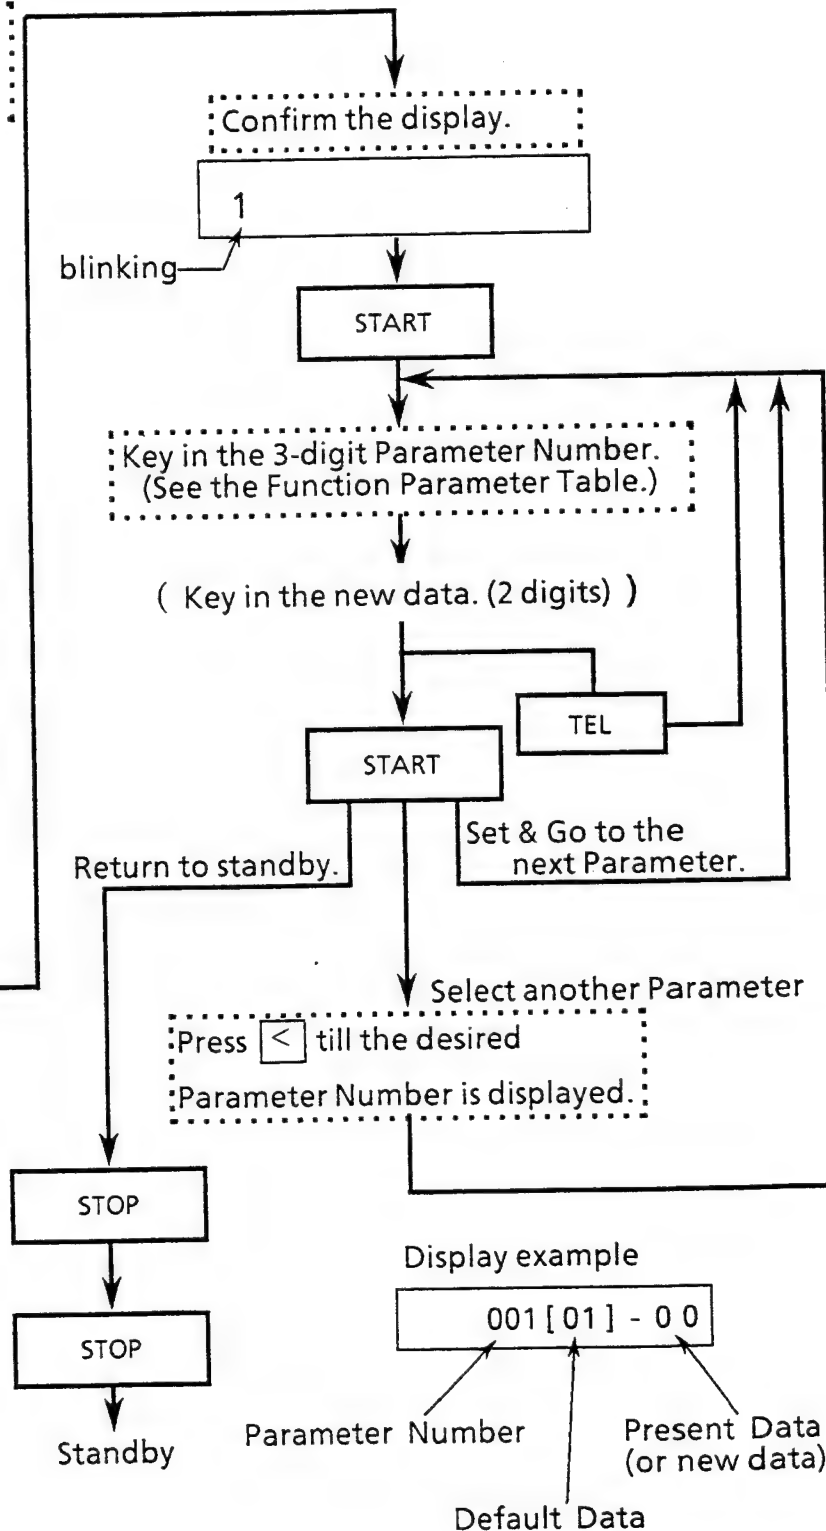 Confirm the display.
1
blinking
START
Key in the 3-digit Parameter Number.
(See the Function Parameter Table.)
( Key in the new data. (2 digits) )
TEL
START
Set & Go to the
next Parameter.
Return to standby.
Select another Parameter
Press < till the desired
Parameter Number is displayed.
STOP
Display example
001 [ 01 ] - 0 0
STOP
Parameter Number
Present Data
(or new data)
Standby
Default Data